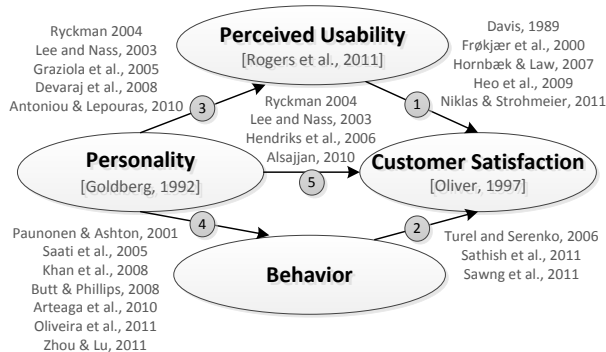 Ryckman 2004
Lee and Nass, 2003
Graziola et al., 2005
Devaraj et al., 2008
Antoniou & Lepouras, 2010
3
Perceived Usability
[Rogers et al., 2011]
Davis, 1989
Frøkjær et al., 2000
Hornbæk & Law, 2007
Heo et al., 2009
Niklas & Strohmeier, 2011
1
Ryckman 2004
Lee and Nass, 2003
Hendriks et al., 2006
Alsajjan, 2010
5
Personality
[Goldberg, 1992]
Customer Satisfaction
[Oliver, 1997]
4
Paunonen & Ashton, 2001
Saati et al., 2005
Khan et al., 2008
Butt & Phillips, 2008
Arteaga et al., 2010
Oliveira et al., 2011
Zhou & Lu, 2011
Behavior
2
Turel and Serenko, 2006
Sathish et al., 2011
Sawng et al., 2011